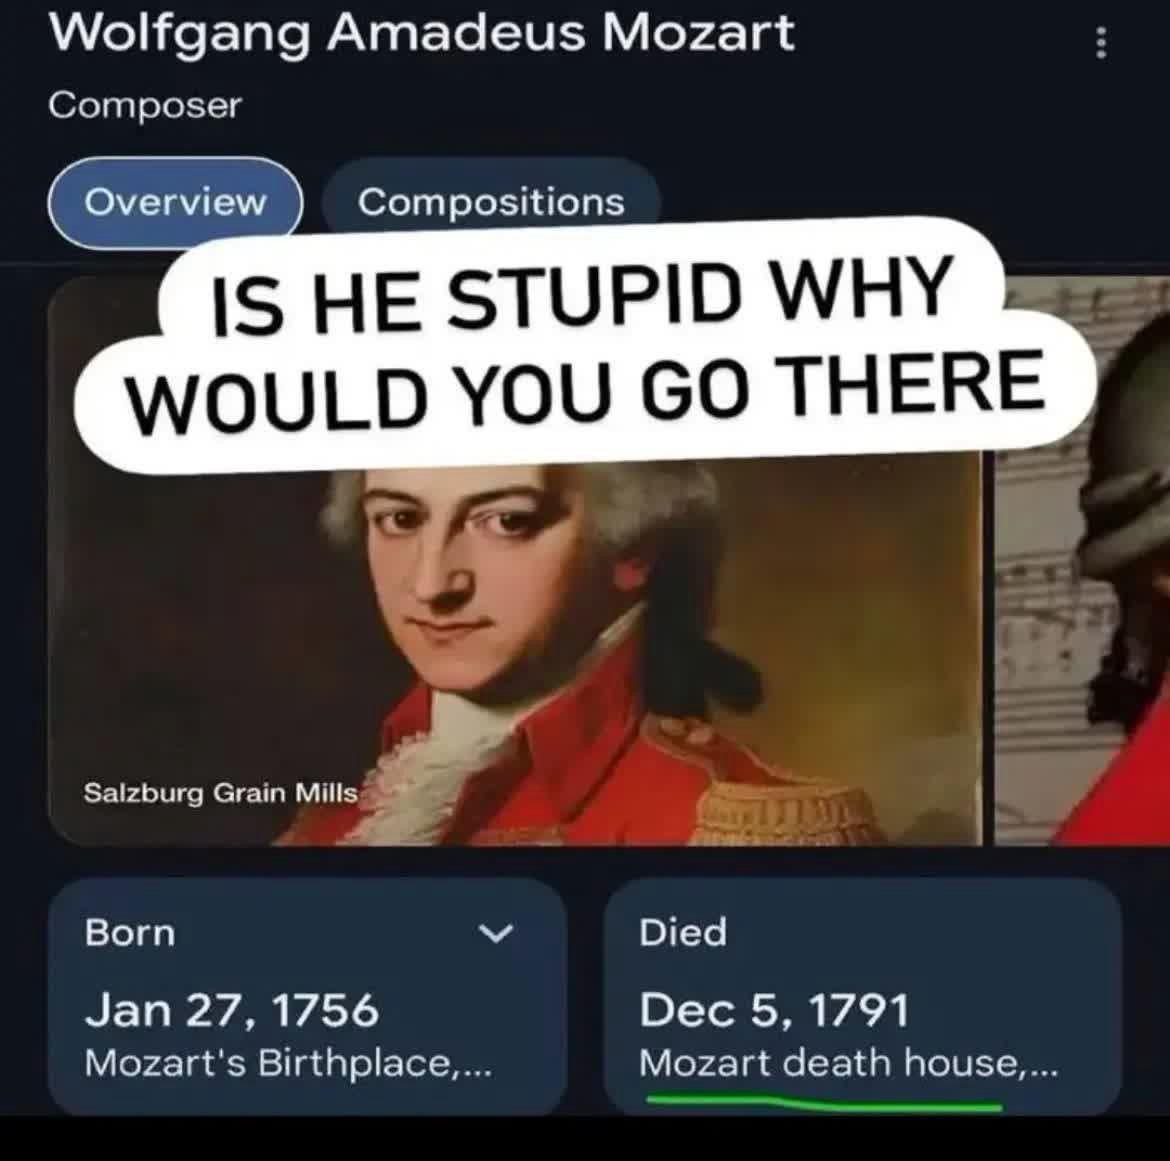 Wolfgang Amadeus Mozart
Composer
Overview
Compositions
IS HE STUPID WHY
WOULD YOU GO THERE
Salzburg Grain Mills
Born
Jan 27, 1756
Mozart's Birthplace,...
Died
Dec 5, 1791
Mozart death house,...